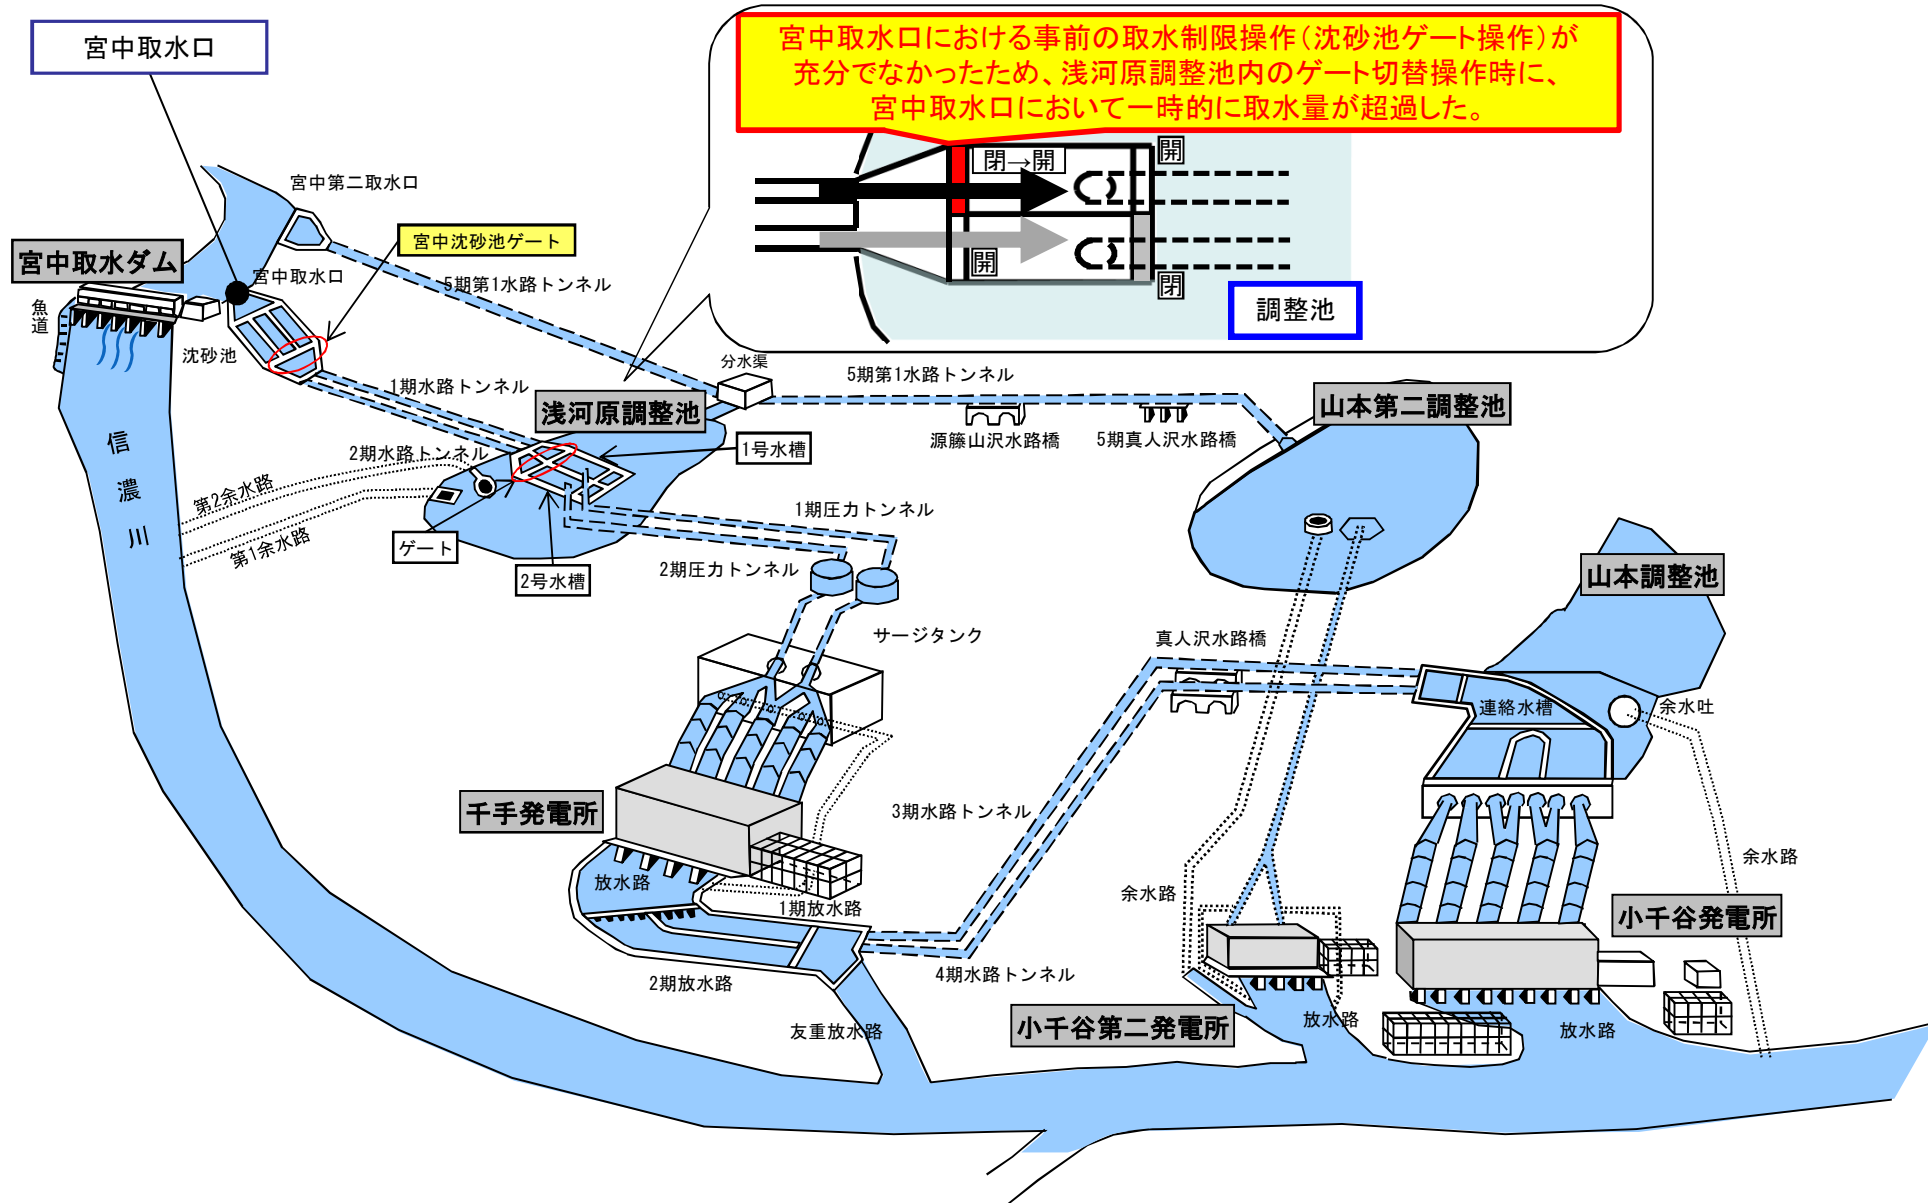 宮中取水口
宮中取水口における事前の取水制限操作(沈砂池ゲート操作)が
充分でなかったため、浅河原調整池内のゲート切替操作時に、
宮中取水口において一時的に取水量が超過した。
閉→開
開
開
閉
調整池
宮中第二取水口
宮中沈砂池ゲート
宮中取水ダム
宮中取水口
5期第1水路トンネル
魚道
沈砂池
1期水路トンネル
分水渠
5期第1水路トンネル
浅河原調整池
山本第二調整池
源藤山沢水路橋
5期真人沢水路橋
信濃川
1号水槽
2期水路トンネル
第2余水路
第1余水路
ゲート
2号水槽
1期圧力トンネル
2期圧力トンネル
山本調整池
サージタンク
真人沢水路橋
連絡水槽
余水吐
千手発電所
3期水路トンネル
余水路
放水路
1期放水路
余水路
小千谷発電所
2期放水路
4期水路トンネル
友重放水路
小千谷第二発電所
放水路
放水路